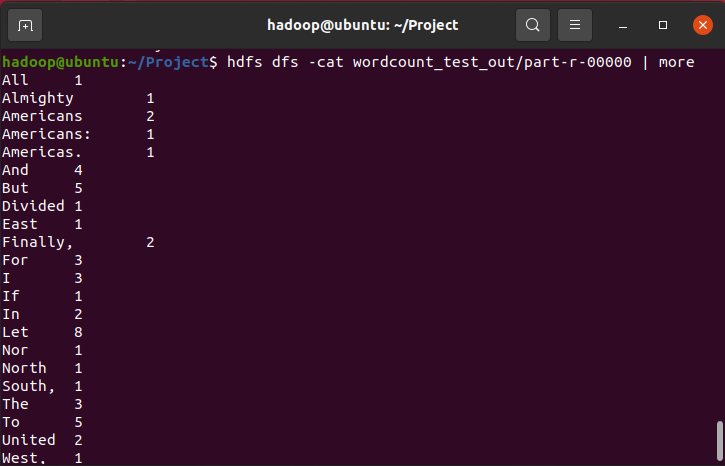 hadoop@ubuntu: ~/Project
hadoop@ubuntu:~/Project$ hdfs dfs -cat wordcount_test_out/part-r-00000 | more
All 1
Almighty 1
Americans 2
Americans: 1
Americas. 1
And 4
But 5
Divided 1
East 1
Finally, 2
For 3
I 3
If 1
In 2
Let 8
Nor 1
North 1
South, 1
The 3
To 5
United 2
West, 1